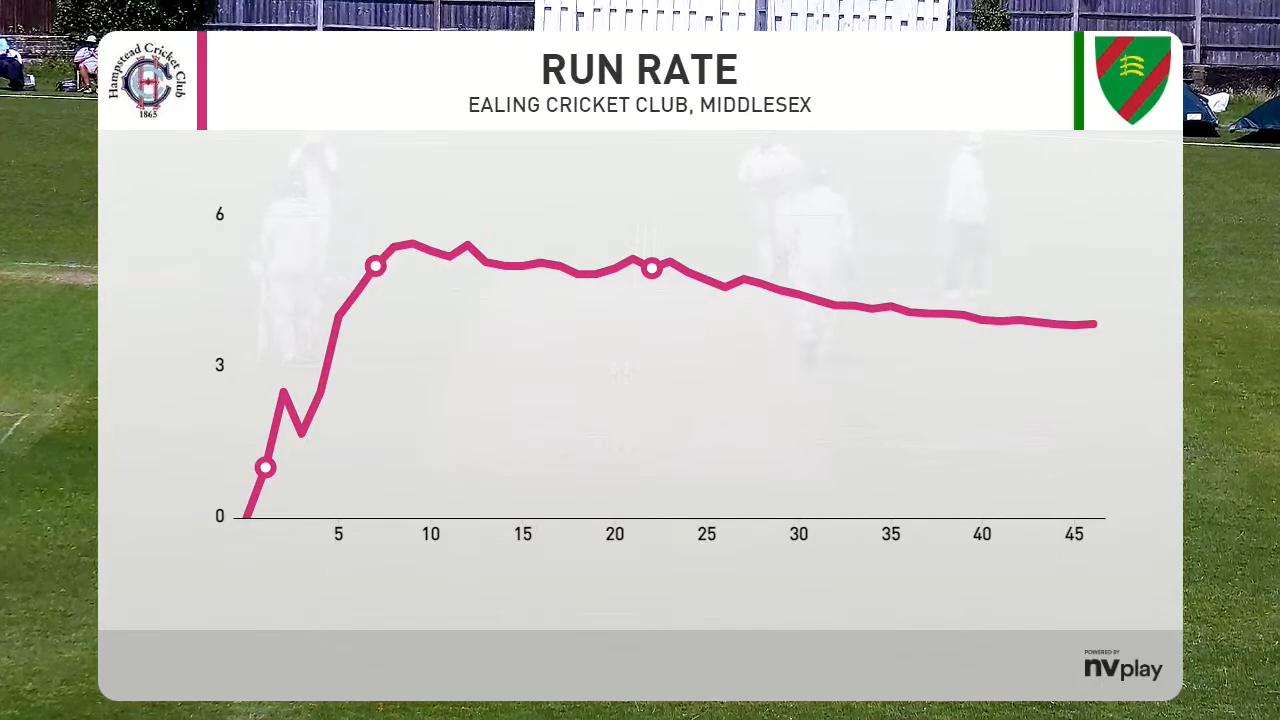 Hampstead Cricket Club
CHC
1865
RUN RATE
EALING CRICKET CLUB, MIDDLESEX
6
3
0
5 10 15 20 25 30 35 40 45
POWERED BY
nvplay